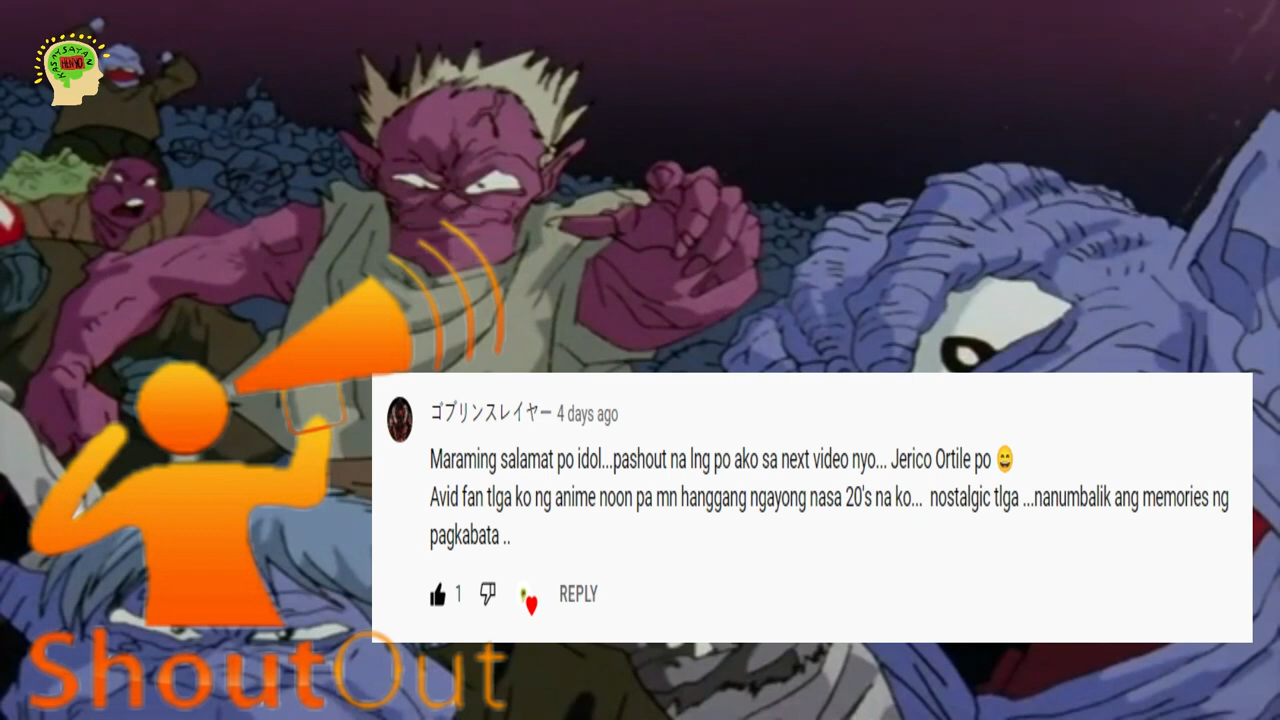 KASAYSAYAN
HENYO
ゴブリンスレイヤー 4 days ago
Maraming salamat po idol...pashout na lng po ako sa next video nyo... Jerico Ortile po 😄
Avid fan tlga ko ng anime noon pa mn hanggang ngayong nasa 20's na ko... nostalgic tlga ...nanumbalik ang memories ng
pagkabata ..
1 REPLY
ShoutOut